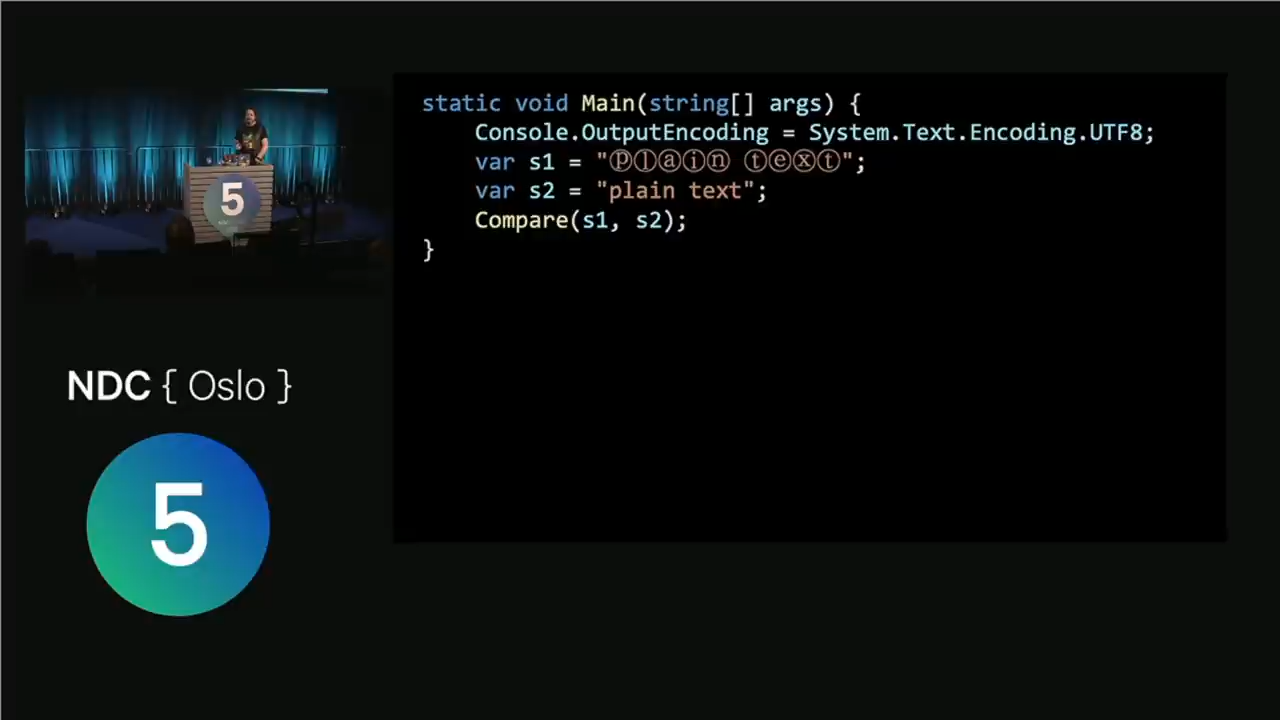 static void Main(string[] args) {
    Console.OutputEncoding = System.Text.Encoding.UTF8;
    var s1 = "ⓟⓛⓐⓘⓝ ⓣⓔⓧⓣ";
    var s2 = "plain text";
    Compare(s1, s2);
}
5
NDC { Oslo }
5